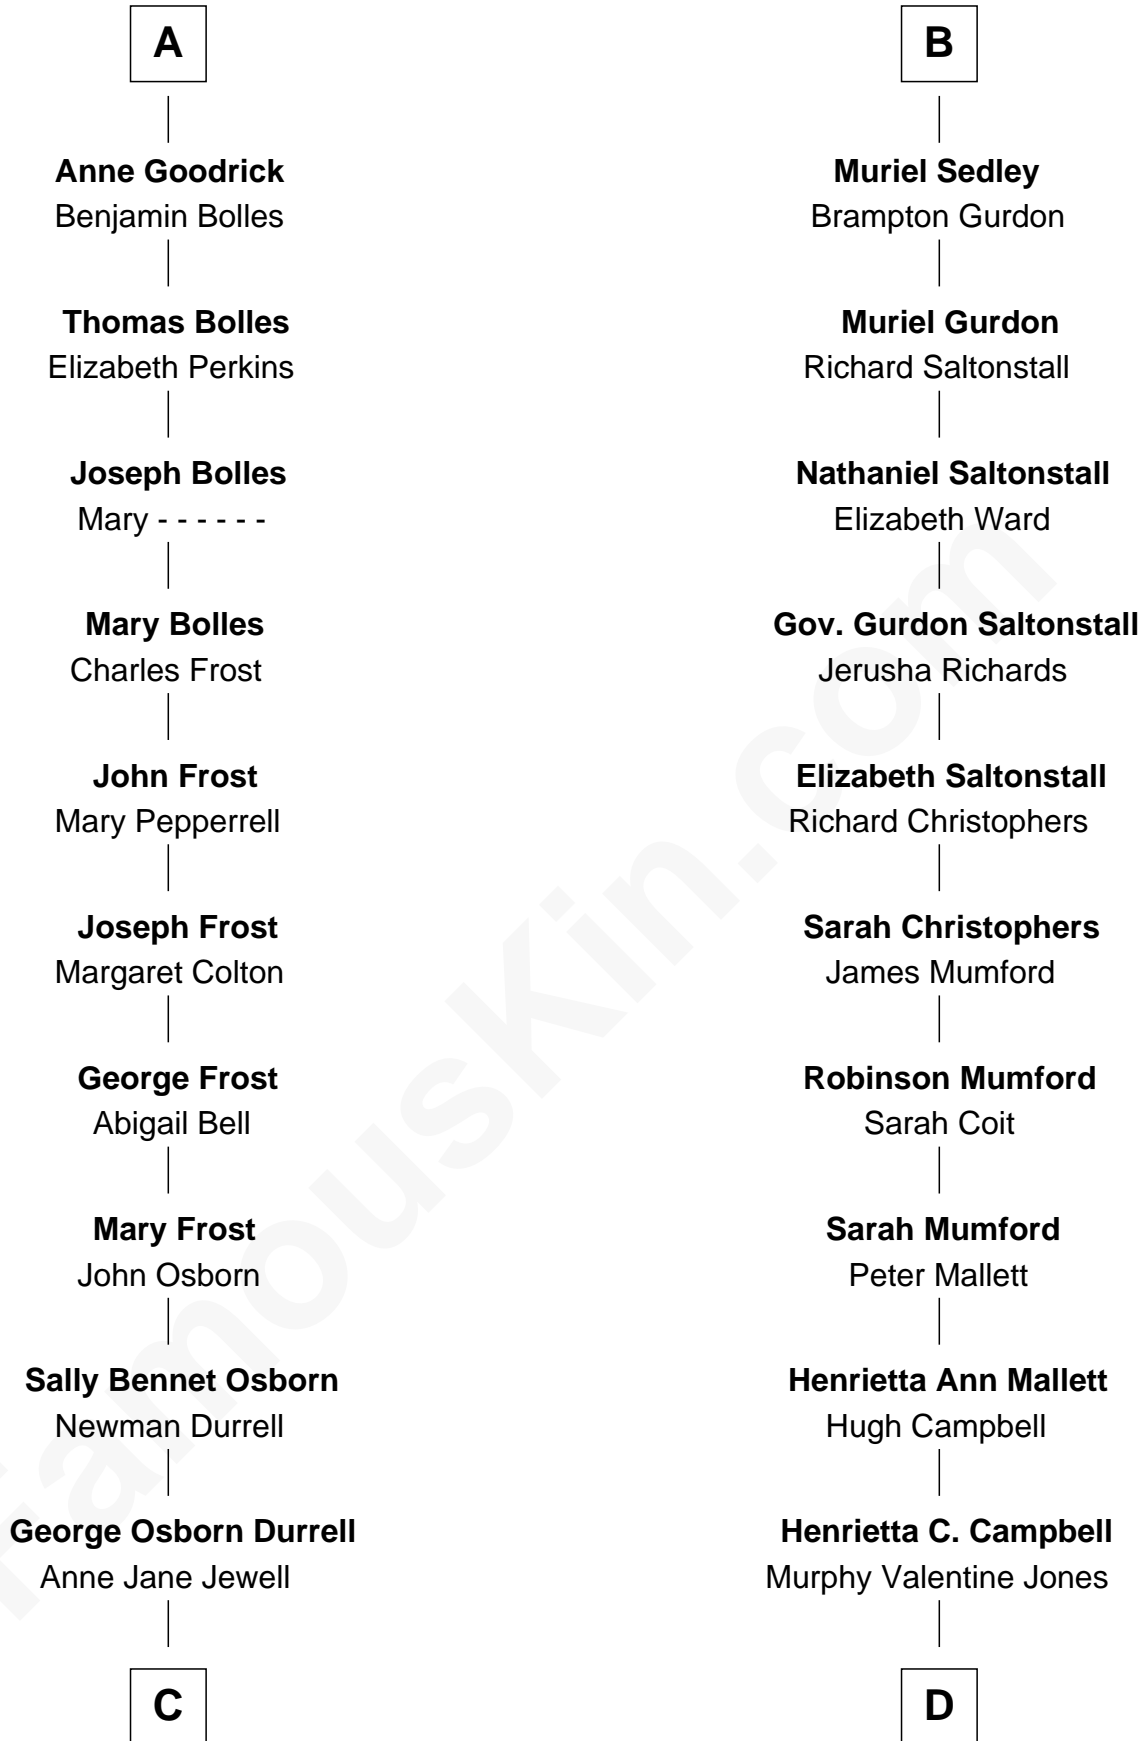 A
Anne Goodrick
Benjamin Bolles
Thomas Bolles
Elizabeth Perkins
Joseph Bolles
Mary - - - - - -
Mary Bolles
Charles Frost
John Frost
Mary Pepperrell
Joseph Frost
Margaret Colton
George Frost
Abigail Bell
Mary Frost
John Osborn
Sally Bennet Osborn
Newman Durrell
George Osborn Durrell
Anne Jane Jewell
C
B
Muriel Sedley
Brampton Gurdon
Muriel Gurdon
Richard Saltonstall
Nathaniel Saltonstall
Elizabeth Ward
Gov. Gurdon Saltonstall
Jerusha Richards
Elizabeth Saltonstall
Richard Christophers
Sarah Christophers
James Mumford
Robinson Mumford
Sarah Coit
Sarah Mumford
Peter Mallett
Henrietta Ann Mallett
Hugh Campbell
Henrietta C. Campbell
Murphy Valentine Jones
D
FamousKin.com